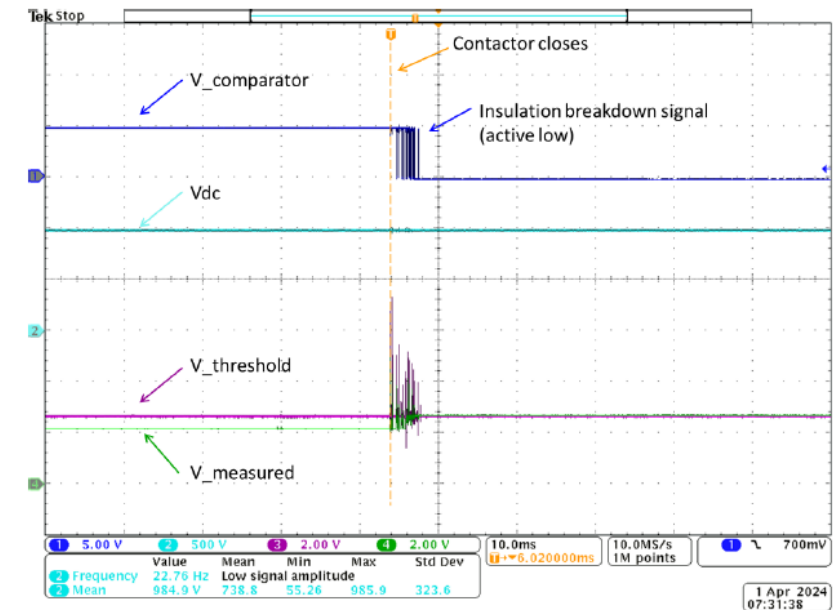 Tek Stop
T
Contactor closes
V_comparator
Insulation breakdown signal
(active low)
1
Vdc
2
V_threshold
V_measured
4
1 5.00 V 2 500 V 3 2.00 V 4 2.00 V 10.0ms 10.0MS/s 1 700mV
T→▼6.020000ms 1M points
Value Mean Min Max Std Dev
2 Frequency 22.76 Hz Low signal amplitude
2 Mean 984.9 V 738.8 55.26 985.9 323.6
1 Apr 2024
07:31:38